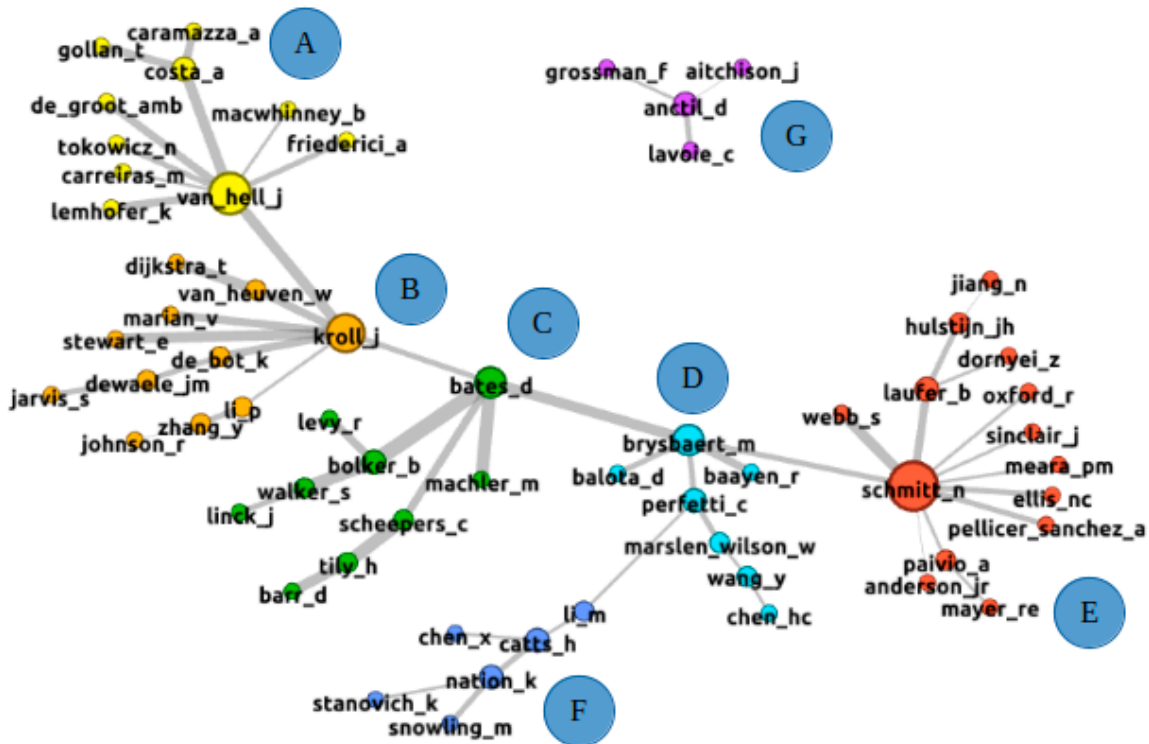 caramazza_a
A
gollan_t
costa_a
grossman_f
aitchison_j
de_groot_amb
macwhinney_b
anctil_d
G
tokowicz_n
friederici_a
lavoie_c
carreiras_m
van_hell_j
lemhofer_k
dijkstra_t
van_heuven_w
B
marian_v
stewart_e
kroll_j
C
jiang_n
hulstijn_jh
de_bot_k
dewaele_jm
jarvis_s
bates_d
D
dornyei_z
laufer_b
oxford_r
li_p
zhang_y
johnson_r
levy_r
webb_s
brysbaert_m
sinclair_j
bolker_b
machler_m
balota_d
baayen_r
meara_pm
walker_s
schmitt_n
ellis_nc
linck_j
scheepers_c
perfetti_c
pellicer_sanchez_a
marslen_wilson_w
tily_h
paivio_a
barr_d
wang_y
anderson_jr
mayer_re
E
li_m
chen_hc
chen_x
catts_h
nation_k
stanovich_k
F
snowling_m